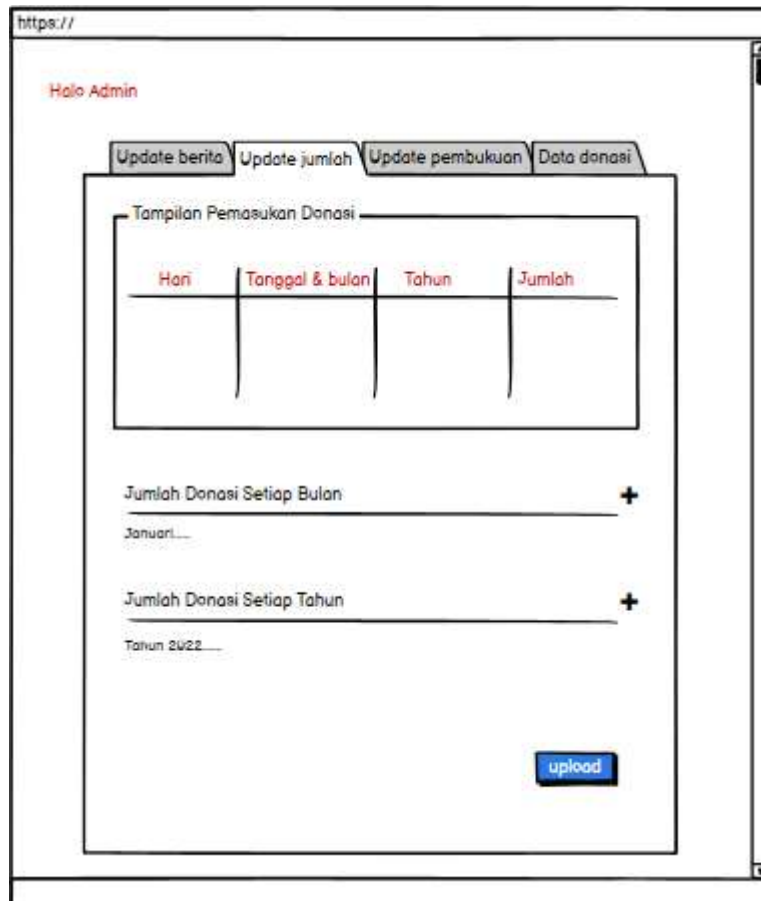 https://
Halo Admin
Update berita Update jumlah Update pembukuan Data donasi
Tampilan Pemasukan Donasi
Hari Tanggal & bulan Tahun Jumlah
Jumlah Donasi Setiap Bulan +
Januari.....
Jumlah Donasi Setiap Tahun +
Tahun 2022......
upload